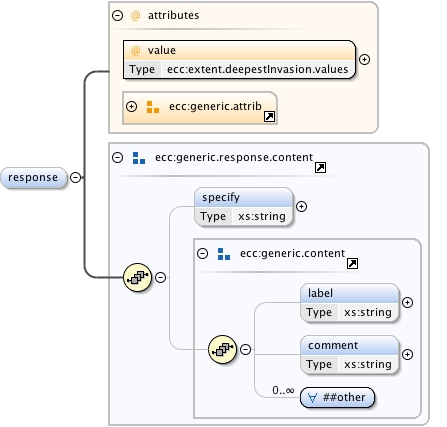 @ attributes
@ value
Type ecc:extent.deepestInvasion.values
ecc:generic.attrib
response
ecc:generic.response.content
specify
Type xs:string
ecc:generic.content
label
Type xs:string
comment
Type xs:string
0..∞
∀ ##other